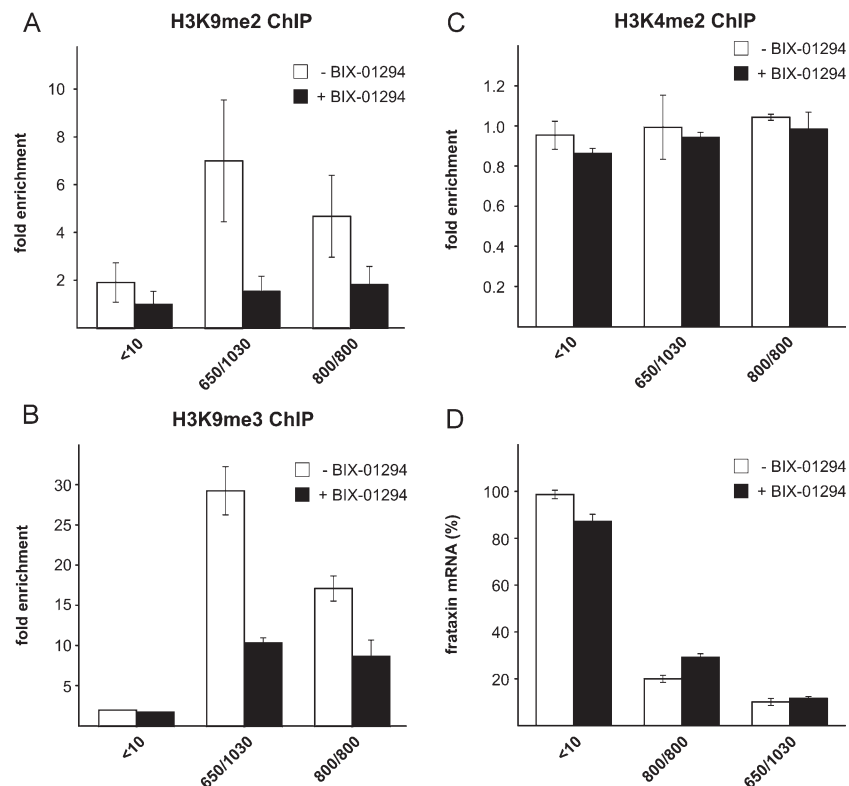 A
H3K9me2 ChIP
- BIX-01294
+ BIX-01294
fold enrichment
10
8
6
4
2
<10
650/1030
800/800
B
H3K9me3 ChIP
- BIX-01294
+ BIX-01294
fold enrichment
30
25
20
15
10
5
<10
650/1030
800/800
C
H3K4me2 ChIP
- BIX-01294
+ BIX-01294
fold enrichment
1.2
1.0
0.8
0.6
0.4
0.2
<10
650/1030
800/800
D
- BIX-01294
+ BIX-01294
frataxin mRNA (%)
100
80
60
40
20
<10
800/800
650/1030